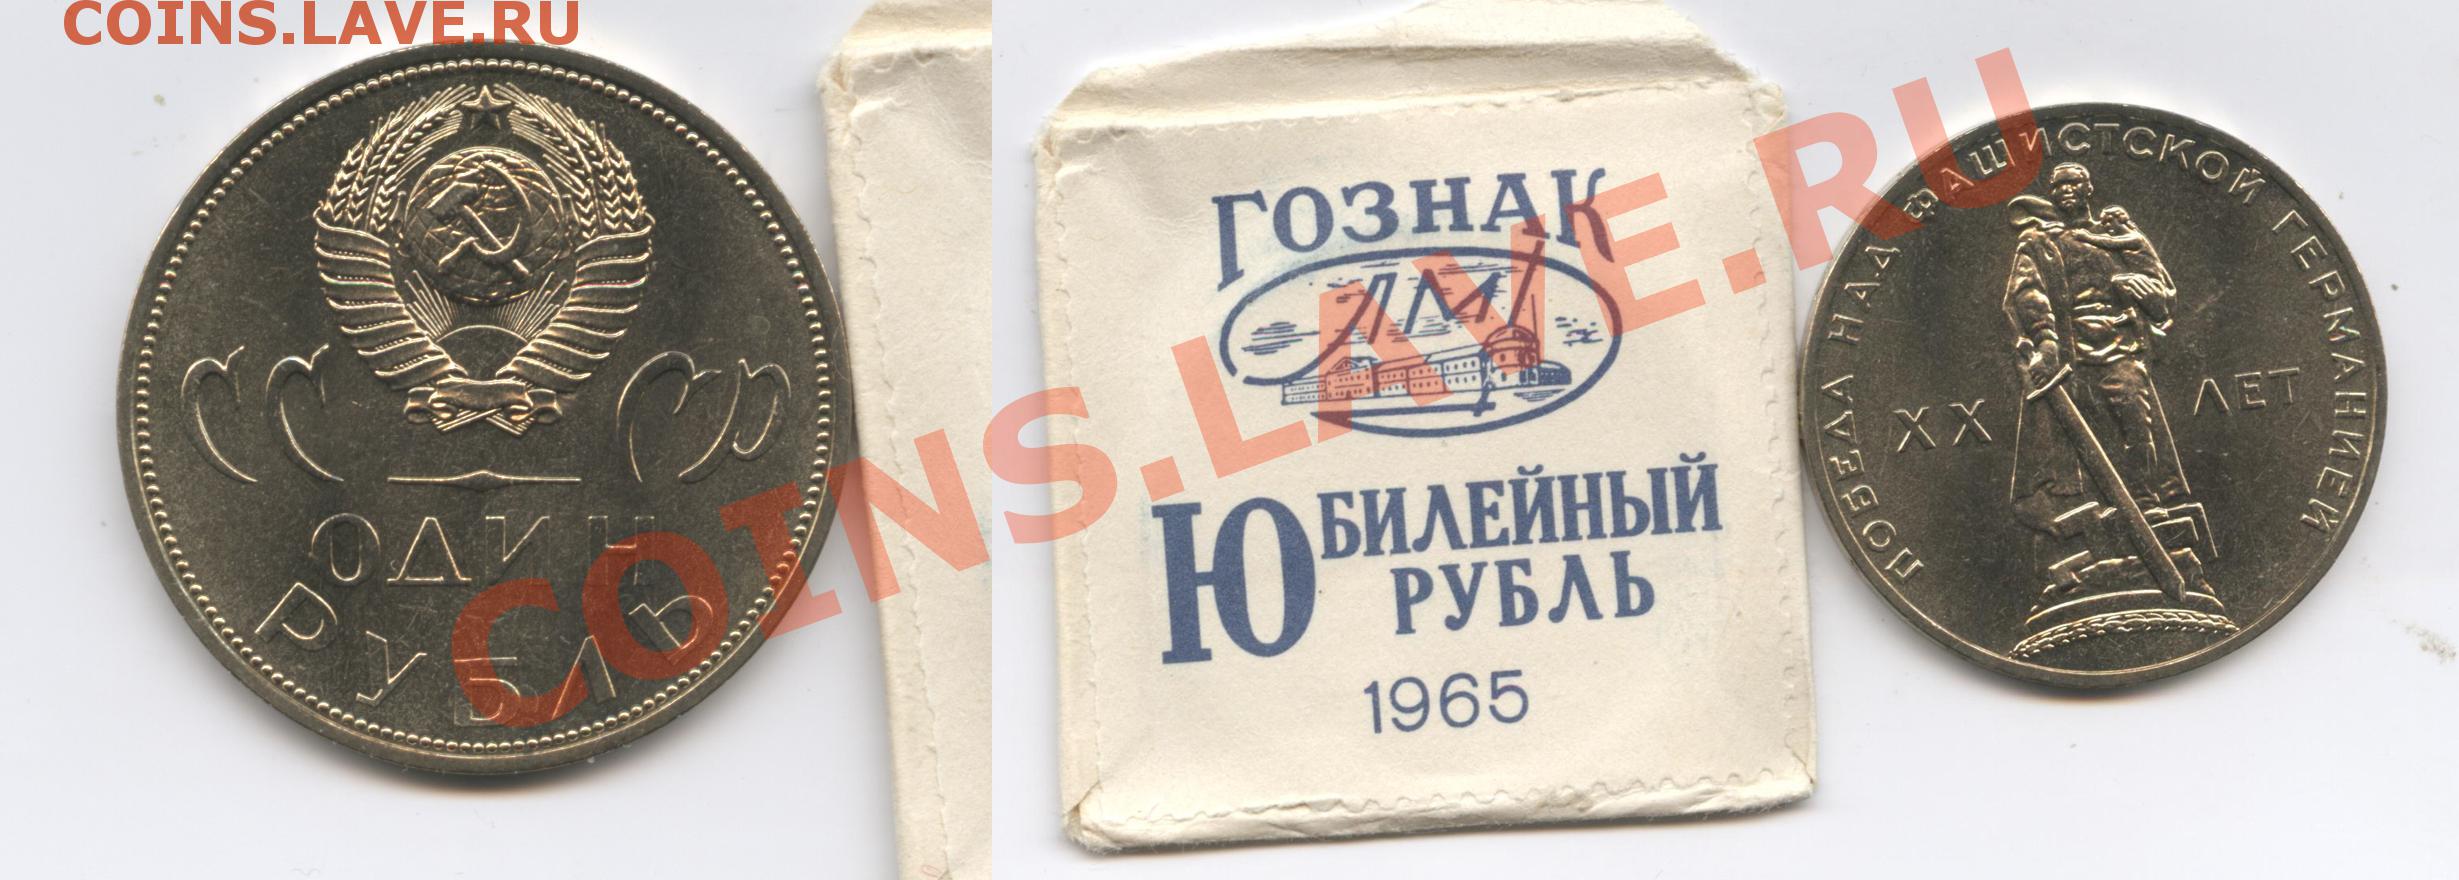 COINS.LAVE.RU
СССР
ОДИН
РУБЛЬ
ГОЗНАК
ЛМД
ЮБИЛЕЙНЫЙ
РУБЛЬ
1965
ПОБЕДА НАД ФАШИСТСКОЙ ГЕРМАНИЕЙ
XX ЛЕТ
COINS.LAVE.RU